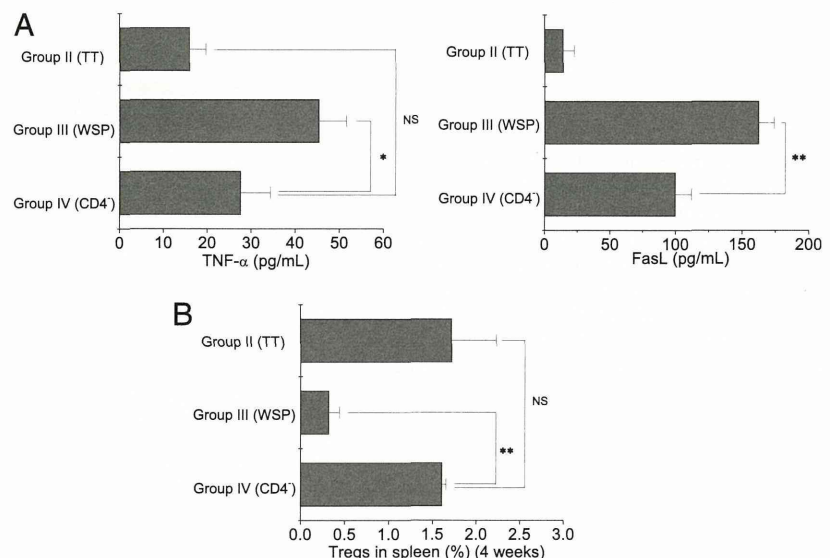 A
Group II (TT)
Group III (WSP)
Group IV (CD4⁻)
NS
*
0 10 20 30 40 50 60
TNF-α (pg/mL)
Group II (TT)
Group III (WSP)
Group IV (CD4⁻)
**
0 50 100 150 200
FasL (pg/mL)
B
Group II (TT)
Group III (WSP)
Group IV (CD4⁻)
NS
**
0.0 0.5 1.0 1.5 2.0 2.5 3.0
Tregs in spleen (%) (4 weeks)